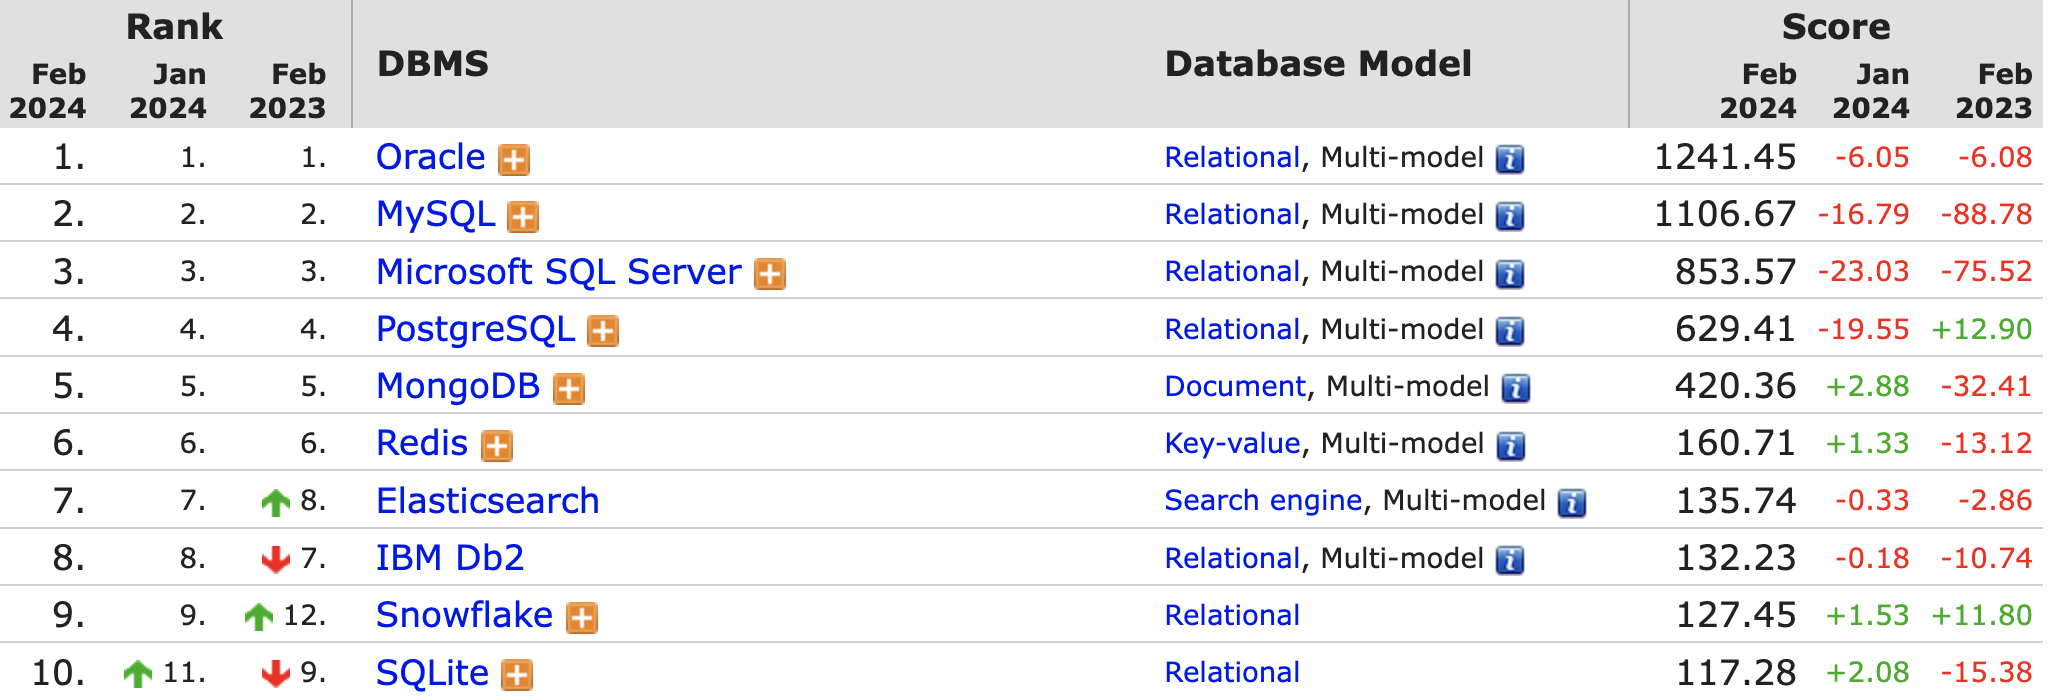 Rank DBMS Database Model Score
Feb 2024 Jan 2024 Feb 2023 Feb 2024 Jan 2024 Feb 2023
1. 1. 1. Oracle Relational, Multi-model 1241.45 -6.05 -6.08
2. 2. 2. MySQL Relational, Multi-model 1106.67 -16.79 -88.78
3. 3. 3. Microsoft SQL Server Relational, Multi-model 853.57 -23.03 -75.52
4. 4. 4. PostgreSQL Relational, Multi-model 629.41 -19.55 +12.90
5. 5. 5. MongoDB Document, Multi-model 420.36 +2.88 -32.41
6. 6. 6. Redis Key-value, Multi-model 160.71 +1.33 -13.12
7. 7. 8. Elasticsearch Search engine, Multi-model 135.74 -0.33 -2.86
8. 8. 7. IBM Db2 Relational, Multi-model 132.23 -0.18 -10.74
9. 9. 12. Snowflake Relational 127.45 +1.53 +11.80
10. 11. 9. SQLite Relational 117.28 +2.08 -15.38